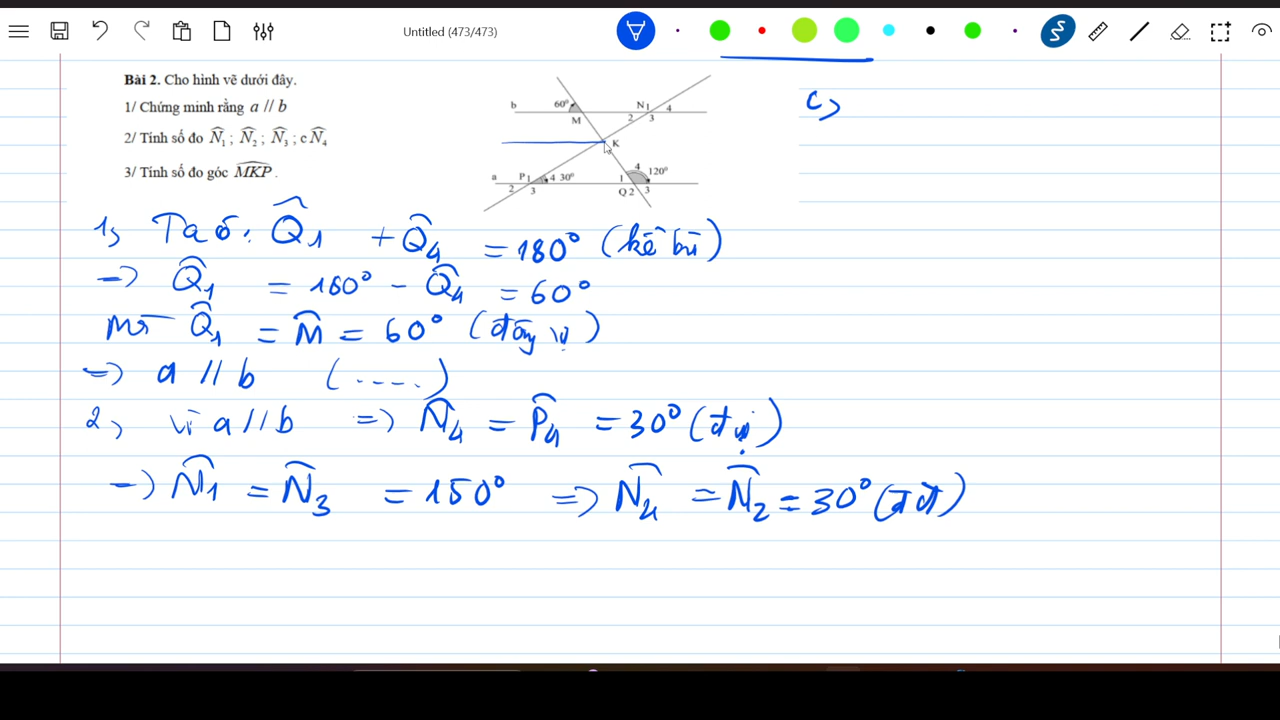 Untitled (473/473)
Bài 2. Cho hình vẽ dưới đây.
1/ Chứng minh rằng a // b
2/ Tính số đo N̂1 ; N̂2 ; N̂3 ; c N̂4
3/ Tính số đo góc MKP .
b 60° M N 1 4 2 3
K
a P 1 4 30° 2 3 1 4 120° Q 2 3
c)
1, Ta có: Q̂1 + Q̂4 = 180° (kề bù)
=> Q̂1 = 180° - Q̂4 = 60°
mà Q̂1 = M̂ = 60° (đồng vị)
=> a // b (.....)
2, vì a // b => N̂4 = P̂4 = 30° (đ vị)
=> N̂1 = N̂3 = 150° => N̂4 = N̂2 = 30° (đ đ)